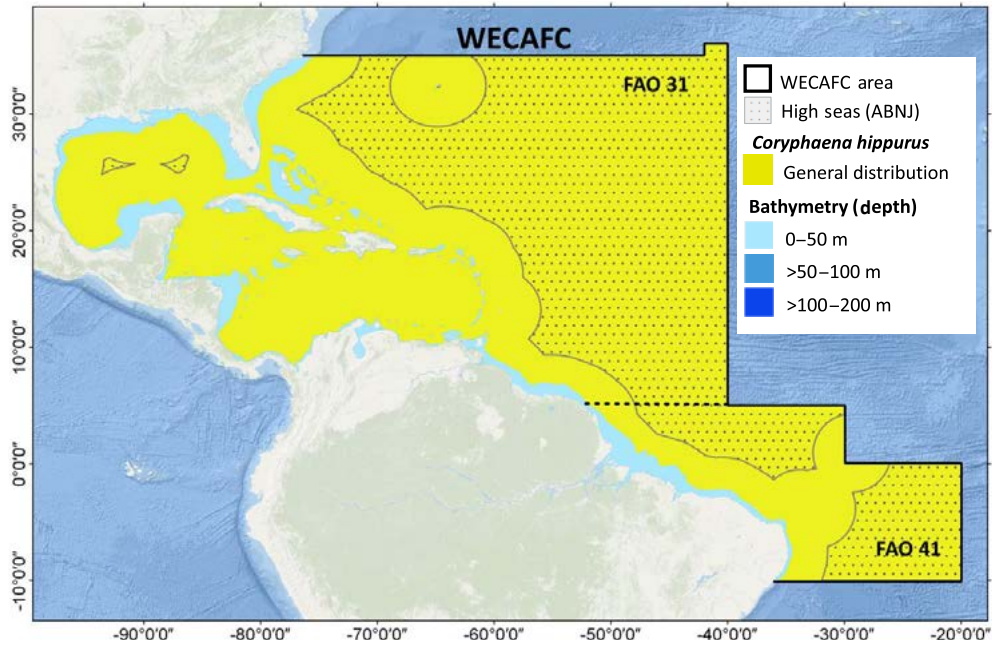 WECAFC
FAO 31
WECAFC area
High seas (ABNJ)
Coryphaena hippurus
General distribution
Bathymetry (depth)
0–50 m
>50–100 m
>100–200 m
FAO 41
30°0'0"
20°0'0"
10°0'0"
0°0'0"
-10°0'0"
-90°0'0"
-80°0'0"
-70°0'0"
-60°0'0"
-50°0'0"
-40°0'0"
-30°0'0"
-20°0'0"